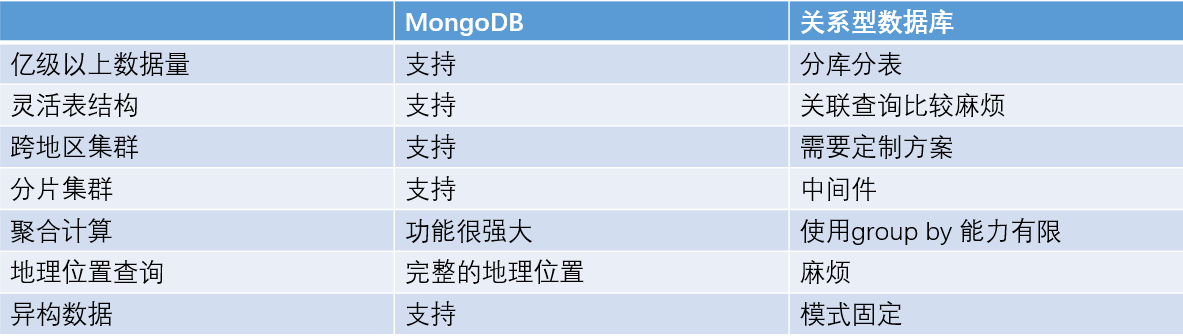 MongoDB 关系型数据库
亿级以上数据量 支持 分库分表
灵活表结构 支持 关联查询比较麻烦
跨地区集群 支持 需要定制方案
分片集群 支持 中间件
聚合计算 功能很强大 使用group by 能力有限
地理位置查询 完整的地理位置 麻烦
异构数据 支持 模式固定